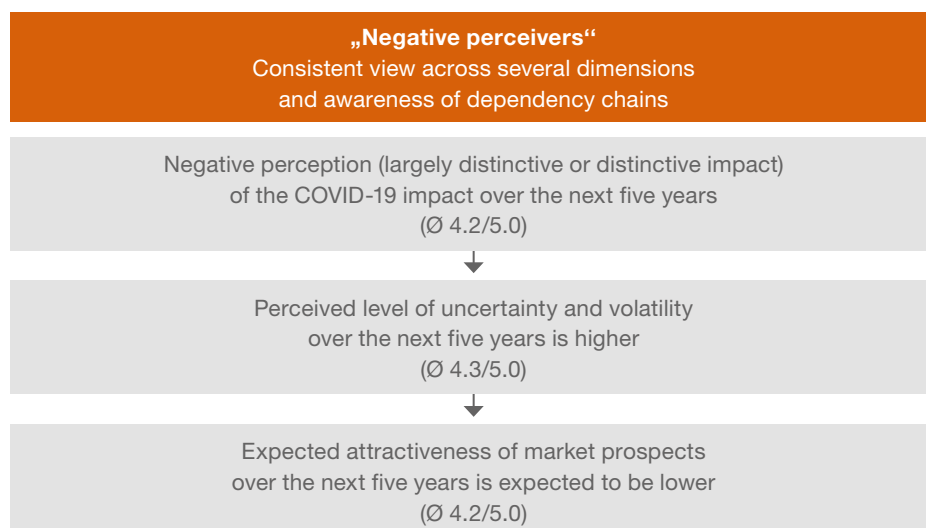 „Negative perceivers“
Consistent view across several dimensions
and awareness of dependency chains
Negative perception (largely distinctive or distinctive impact)
of the COVID-19 impact over the next five years
(Ø 4.2/5.0)
Perceived level of uncertainty and volatility
over the next five years is higher
(Ø 4.3/5.0)
Expected attractiveness of market prospects
over the next five years is expected to be lower
(Ø 4.2/5.0)